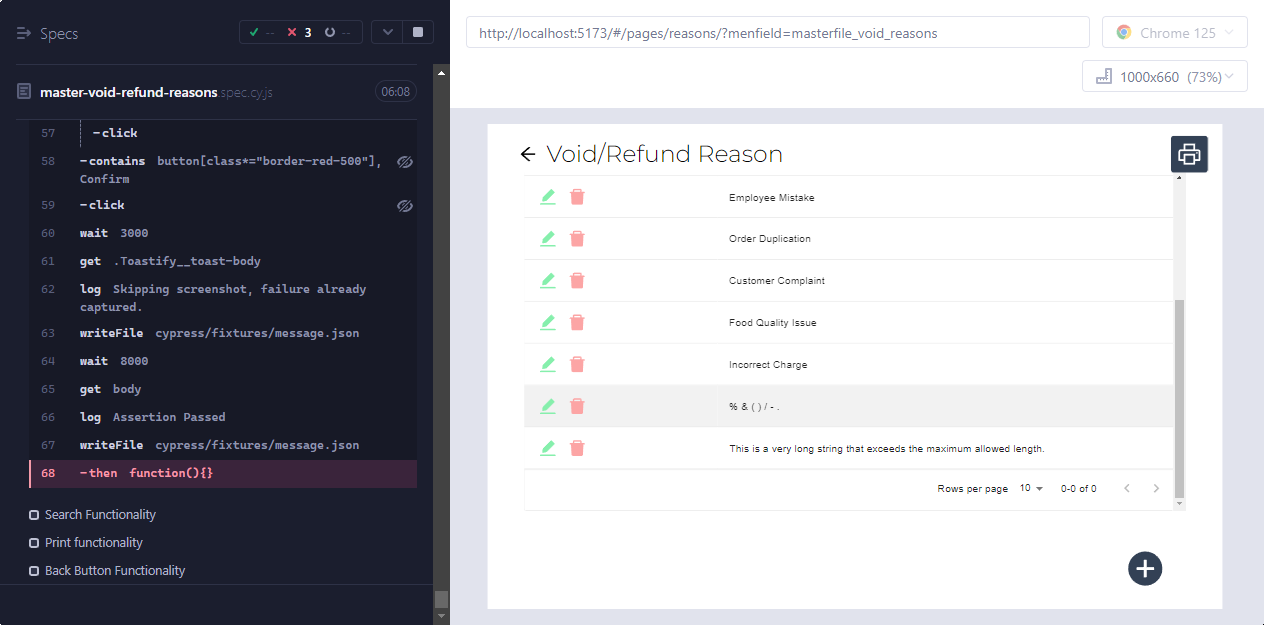 Specs
-- 3 --
master-void-refund-reasons.spec.cy.js
06:08
57 -click
58 -contains button[class*="border-red-500"],
Confirm
59 -click
60 wait 3000
61 get .Toastify__toast-body
62 log Skipping screenshot, failure already
captured.
63 writeFile cypress/fixtures/message.json
64 wait 8000
65 get body
66 log Assertion Passed
67 writeFile cypress/fixtures/message.json
68 -then function(){}
Search Functionality
Print functionality
Back Button Functionality
http://localhost:5173/#/pages/reasons/?menfield=masterfile_void_reasons
Chrome 125
1000x660 (73%)
Void/Refund Reason
Employee Mistake
Order Duplication
Customer Complaint
Food Quality Issue
Incorrect Charge
% & ( ) / - .
This is a very long string that exceeds the maximum allowed length.
Rows per page 10 0-0 of 0